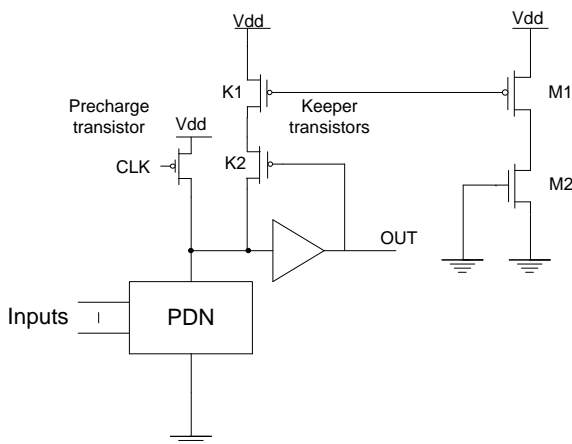 Vdd
Vdd
K1
M1
Precharge
transistor
Keeper
transistors
Vdd
CLK
K2
M2
OUT
Inputs
I
PDN